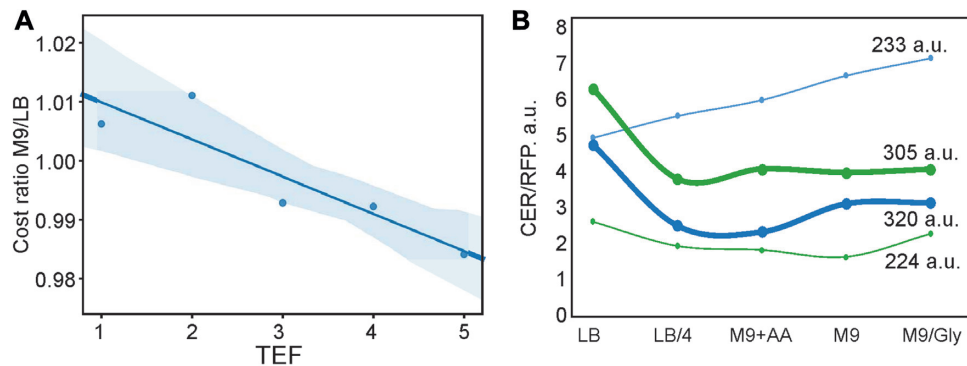 A
Cost ratio M9/LB
1.02
1.01
1.00
0.99
0.98
1 2 3 4 5
TEF
B
CER/RFP. a.u.
8
7
6
5
4
3
2
1
0
233 a.u.
305 a.u.
320 a.u.
224 a.u.
LB LB/4 M9+AA M9 M9/Gly